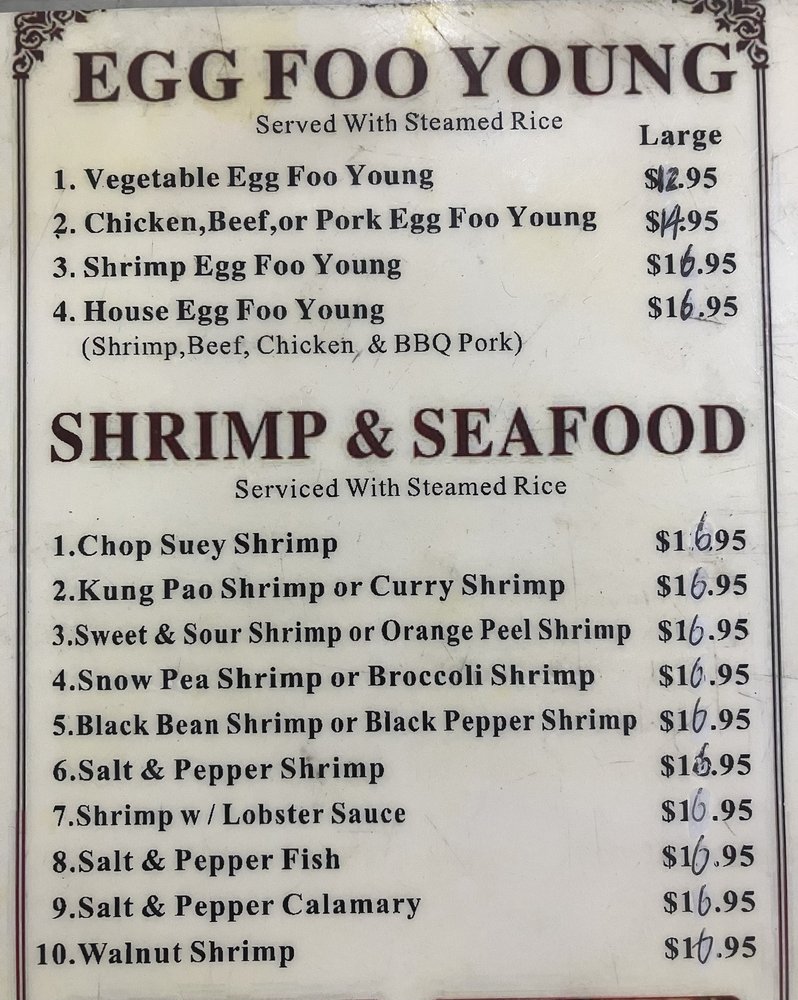 EGG FOO YOUNG
Served With Steamed Rice
Large
1. Vegetable Egg Foo Young $12.95
2. Chicken,Beef,or Pork Egg Foo Young $14.95
3. Shrimp Egg Foo Young $16.95
4. House Egg Foo Young $16.95
(Shrimp,Beef, Chicken & BBQ Pork)
SHRIMP & SEAFOOD
Serviced With Steamed Rice
1.Chop Suey Shrimp $16.95
2.Kung Pao Shrimp or Curry Shrimp $16.95
3.Sweet & Sour Shrimp or Orange Peel Shrimp $16.95
4.Snow Pea Shrimp or Broccoli Shrimp $16.95
5.Black Bean Shrimp or Black Pepper Shrimp $16.95
6.Salt & Pepper Shrimp $16.95
7.Shrimp w / Lobster Sauce $16.95
8.Salt & Pepper Fish $16.95
9.Salt & Pepper Calamary $16.95
10.Walnut Shrimp $16.95